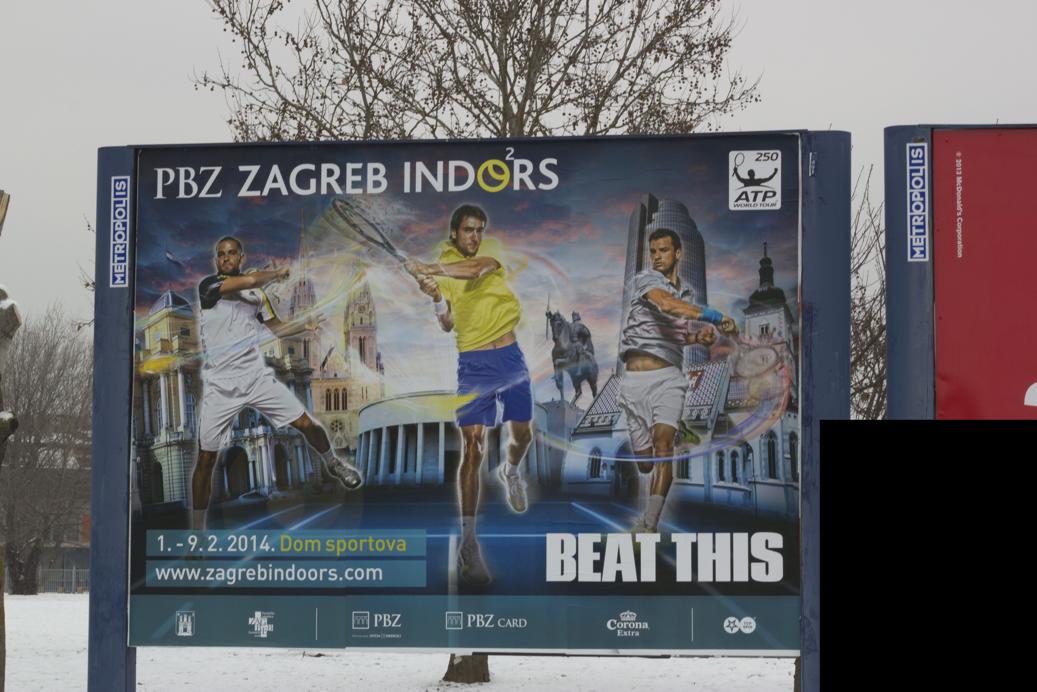 METROPOLIS
PBZ ZAGREB INDO²RS
250
ATP
WORLD TOUR
1. - 9. 2. 2014. Dom sportova
www.zagrebindoors.com
BEAT THIS
PBZ
PBZ CARD
Corona
Extra
METROPOLIS
© 2013 McDonald's Corporation